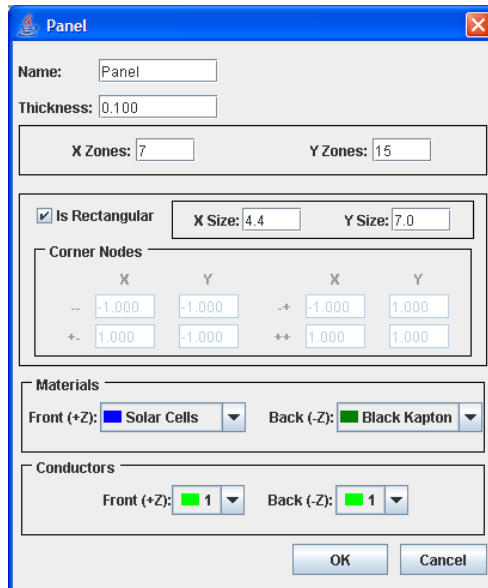 Panel
Name: Panel
Thickness: 0.100
X Zones: 7 Y Zones: 15
Is Rectangular X Size: 4.4 Y Size: 7.0
Corner Nodes
X Y X Y
-- -1.000 -1.000 -+ -1.000 1.000
+- 1.000 -1.000 ++ 1.000 1.000
Materials
Front (+Z): Solar Cells Back (-Z): Black Kapton
Conductors
Front (+Z): 1 Back (-Z): 1
OK Cancel